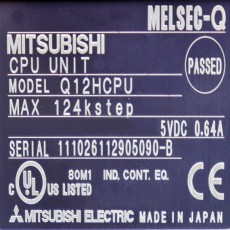 MELSEC-Q
MITSUBISHI
CPU UNIT
PASSED
MODEL Q12HCPU
MAX 124kstep
5VDC 0.64A
SERIAL 111026112905090-B
80M1 IND. CONT. EQ.
C UL US LISTED CE
MITSUBISHI ELECTRIC MADE IN JAPAN